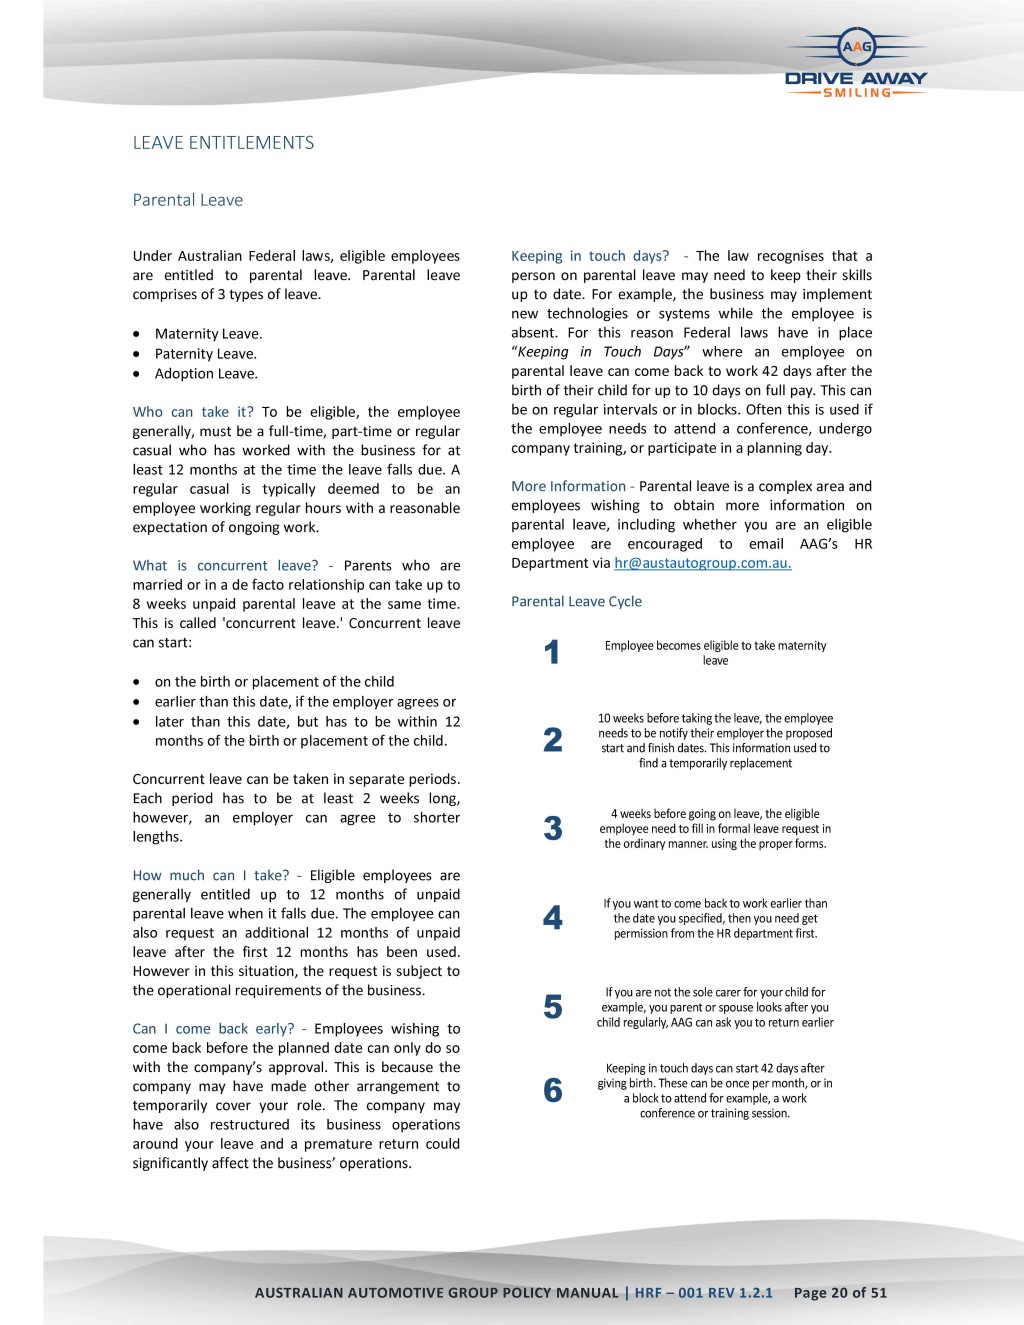 AAG
DRIVE AWAY
SMILING
LEAVE ENTITLEMENTS
Parental Leave
Under Australian Federal laws, eligible employees
are entitled to parental leave. Parental leave
comprises of 3 types of leave.
• Maternity Leave.
• Paternity Leave.
• Adoption Leave.
Who can take it? To be eligible, the employee
generally, must be a full-time, part-time or regular
casual who has worked with the business for at
least 12 months at the time the leave falls due. A
regular casual is typically deemed to be an
employee working regular hours with a reasonable
expectation of ongoing work.
What is concurrent leave? - Parents who are
married or in a de facto relationship can take up to
8 weeks unpaid parental leave at the same time.
This is called 'concurrent leave.' Concurrent leave
can start:
• on the birth or placement of the child
• earlier than this date, if the employer agrees or
• later than this date, but has to be within 12
months of the birth or placement of the child.
Concurrent leave can be taken in separate periods.
Each period has to be at least 2 weeks long,
however, an employer can agree to shorter
lengths.
How much can I take? - Eligible employees are
generally entitled up to 12 months of unpaid
parental leave when it falls due. The employee can
also request an additional 12 months of unpaid
leave after the first 12 months has been used.
However in this situation, the request is subject to
the operational requirements of the business.
Can I come back early? - Employees wishing to
come back before the planned date can only do so
with the company’s approval. This is because the
company may have made other arrangement to
temporarily cover your role. The company may
have also restructured its business operations
around your leave and a premature return could
significantly affect the business’ operations.
Keeping in touch days? - The law recognises that a
person on parental leave may need to keep their skills
up to date. For example, the business may implement
new technologies or systems while the employee is
absent. For this reason Federal laws have in place
“Keeping in Touch Days” where an employee on
parental leave can come back to work 42 days after the
birth of their child for up to 10 days on full pay. This can
be on regular intervals or in blocks. Often this is used if
the employee needs to attend a conference, undergo
company training, or participate in a planning day.
More Information - Parental leave is a complex area and
employees wishing to obtain more information on
parental leave, including whether you are an eligible
employee are encouraged to email AAG’s HR
Department via hr@austautogroup.com.au.
Parental Leave Cycle
1
Employee becomes eligible to take maternity
leave
2
10 weeks before taking the leave, the employee
needs to be notify their employer the proposed
start and finish dates. This information used to
find a temporarily replacement
3
4 weeks before going on leave, the eligible
employee need to fill in formal leave request in
the ordinary manner. using the proper forms.
4
If you want to come back to work earlier than
the date you specified, then you need get
permission from the HR department first.
5
If you are not the sole carer for your child for
example, you parent or spouse looks after you
child regularly, AAG can ask you to return earlier
6
Keeping in touch days can start 42 days after
giving birth. These can be once per month, or in
a block to attend for example, a work
conference or training session.
AUSTRALIAN AUTOMOTIVE GROUP POLICY MANUAL | HRF – 001 REV 1.2.1 Page 20 of 51